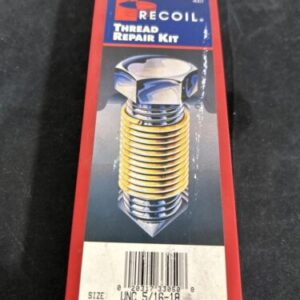 RECOIL®
THREAD
REPAIR KIT
SIZE
UNC 5/16-18